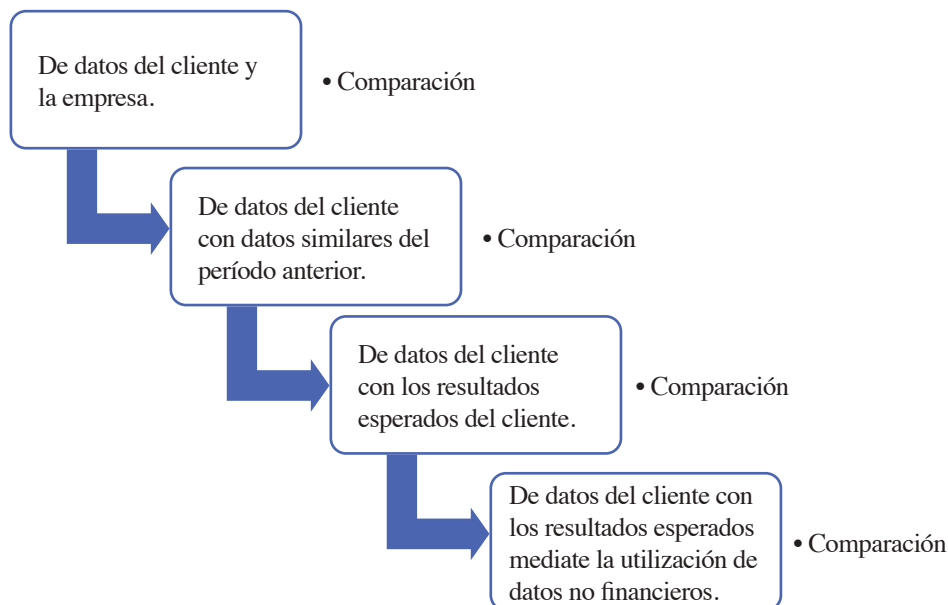 De datos del cliente y
la empresa.
• Comparación
De datos del cliente
con datos similares del
período anterior.
• Comparación
De datos del cliente
con los resultados
esperados del cliente.
• Comparación
De datos del cliente con
los resultados esperados
mediate la utilización de
datos no financieros.
• Comparación